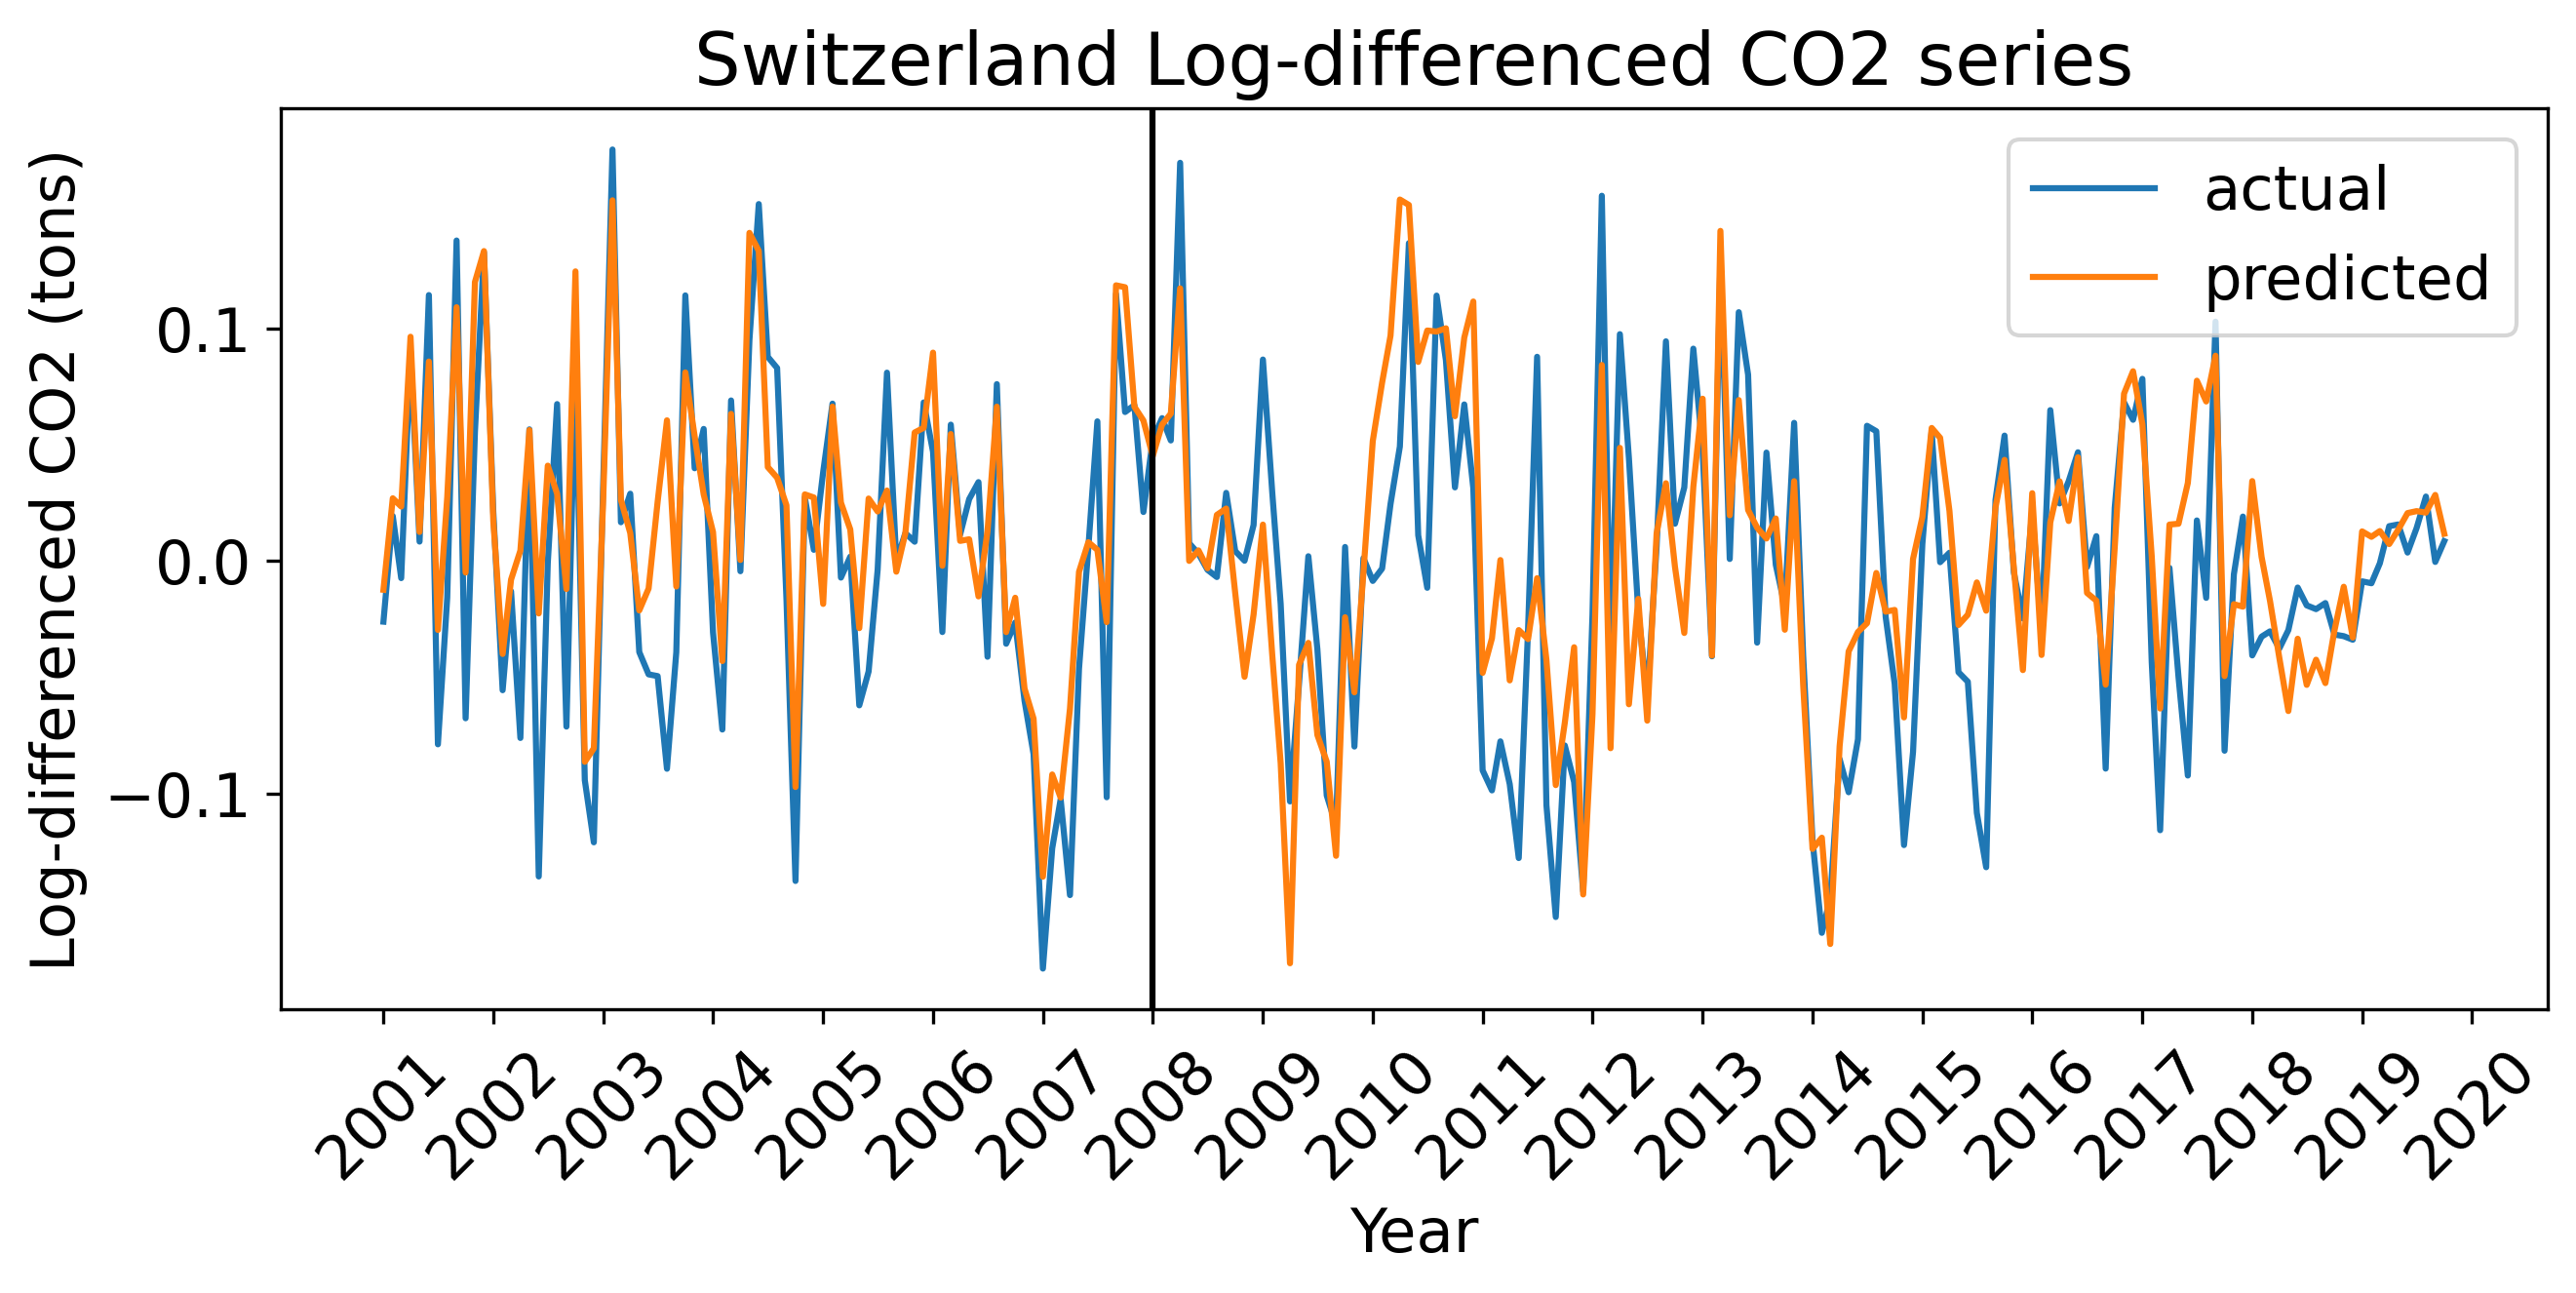 Switzerland Log-differenced CO2 series
actual
predicted
Log-differenced CO2 (tons)
0.1
0.0
−0.1
2001 2002 2003 2004 2005 2006 2007 2008 2009 2010 2011 2012 2013 2014 2015 2016 2017 2018 2019 2020
Year